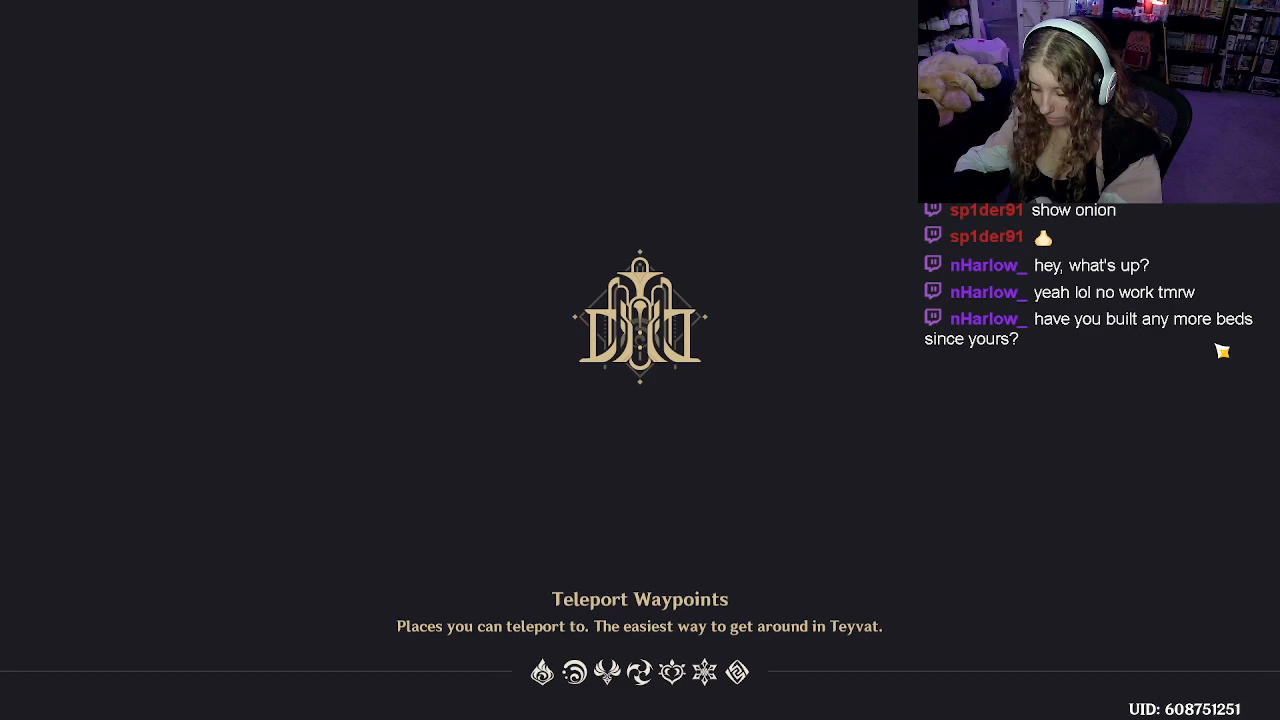 sp1der91 show onion
sp1der91
nHarlow_ hey, what's up?
nHarlow_ yeah lol no work tmrw
nHarlow_ have you built any more beds
since yours?
Teleport Waypoints
Places you can teleport to. The easiest way to get around in Teyvat.
UID: 608751251